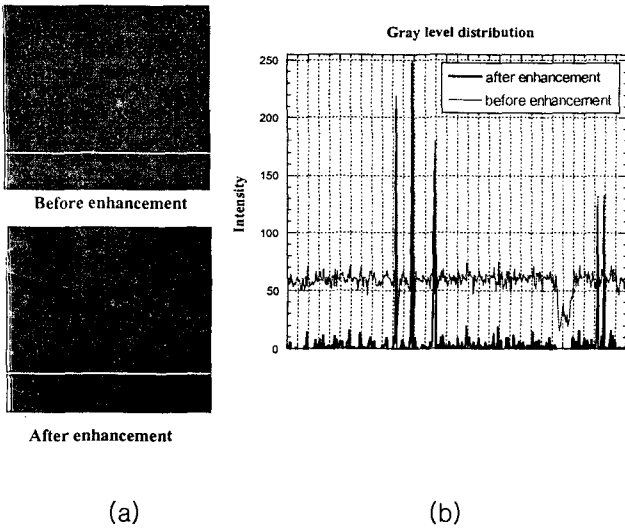 Before enhancement
After enhancement
(a)
Gray level distribution
after enhancement
before enhancement
Intensity
250
200
150
100
50
0
(b)